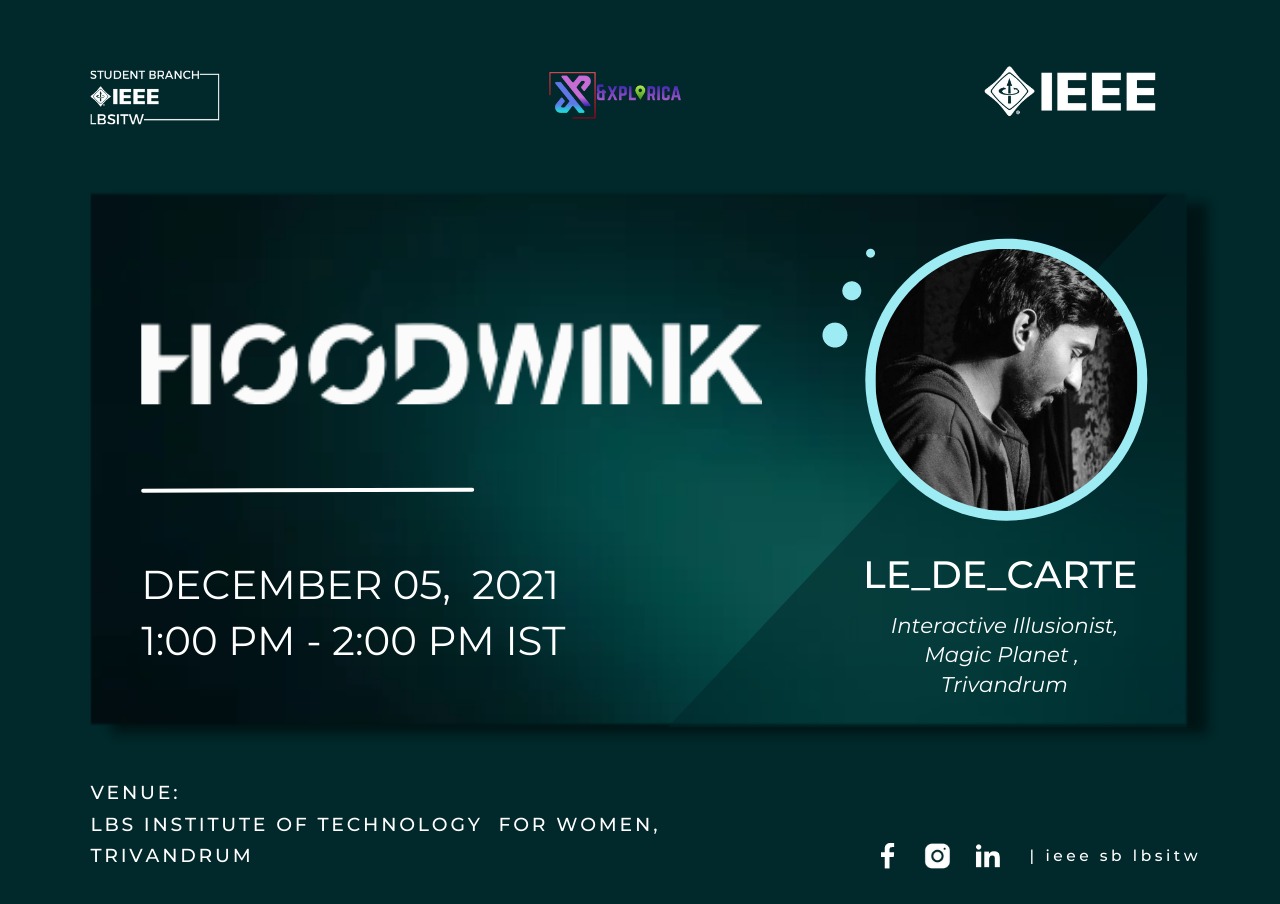 STUDENT BRANCH
IEEE
LBSITW
&XPLORICA
IEEE
HOODWINK
DECEMBER 05, 2021
1:00 PM - 2:00 PM IST
LE_DE_CARTE
Interactive Illusionist,
Magic Planet ,
Trivandrum
VENUE:
LBS INSTITUTE OF TECHNOLOGY FOR WOMEN,
TRIVANDRUM
| ieee sb lbsitw